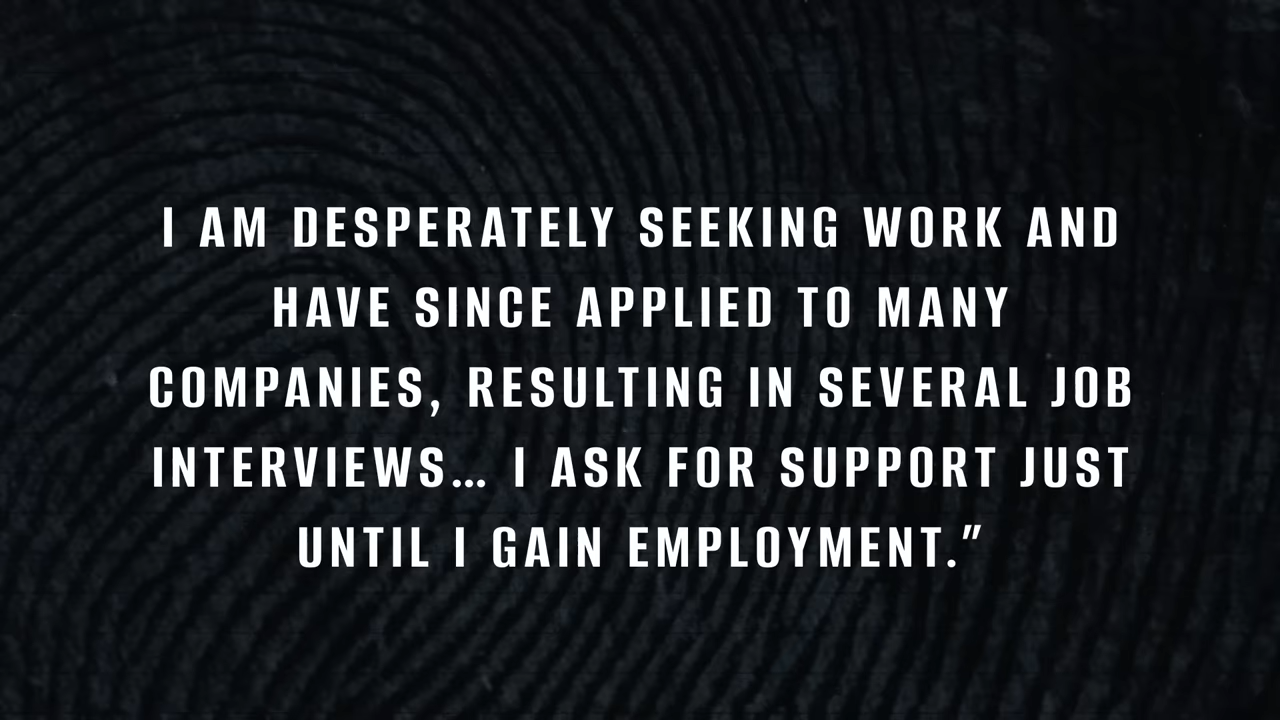 I AM DESPERATELY SEEKING WORK AND
HAVE SINCE APPLIED TO MANY
COMPANIES, RESULTING IN SEVERAL JOB
INTERVIEWS... I ASK FOR SUPPORT JUST
UNTIL I GAIN EMPLOYMENT."